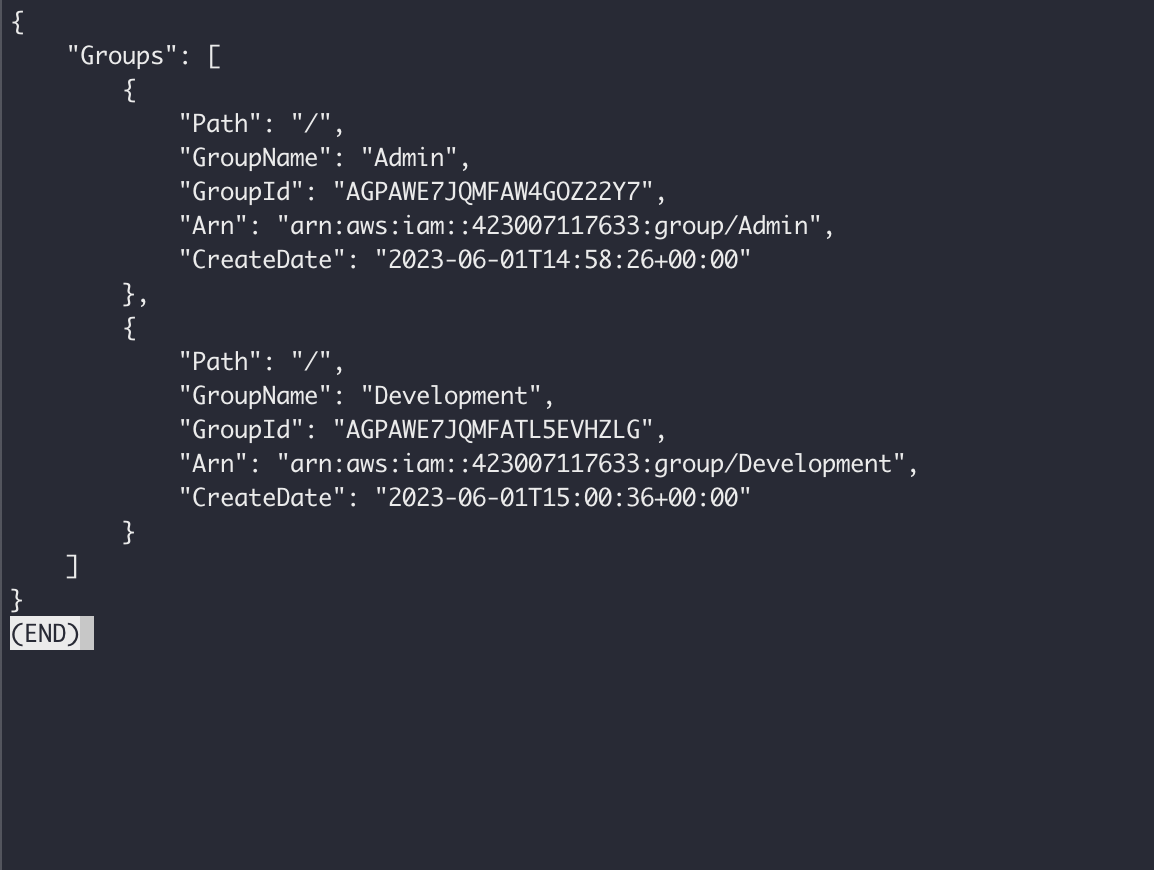 {
    "Groups": [
        {
            "Path": "/",
            "GroupName": "Admin",
            "GroupId": "AGPAWE7JQMFAW4GOZ22Y7",
            "Arn": "arn:aws:iam::423007117633:group/Admin",
            "CreateDate": "2023-06-01T14:58:26+00:00"
        },
        {
            "Path": "/",
            "GroupName": "Development",
            "GroupId": "AGPAWE7JQMFATL5EVHZLG",
            "Arn": "arn:aws:iam::423007117633:group/Development",
            "CreateDate": "2023-06-01T15:00:36+00:00"
        }
    ]
}
(END)